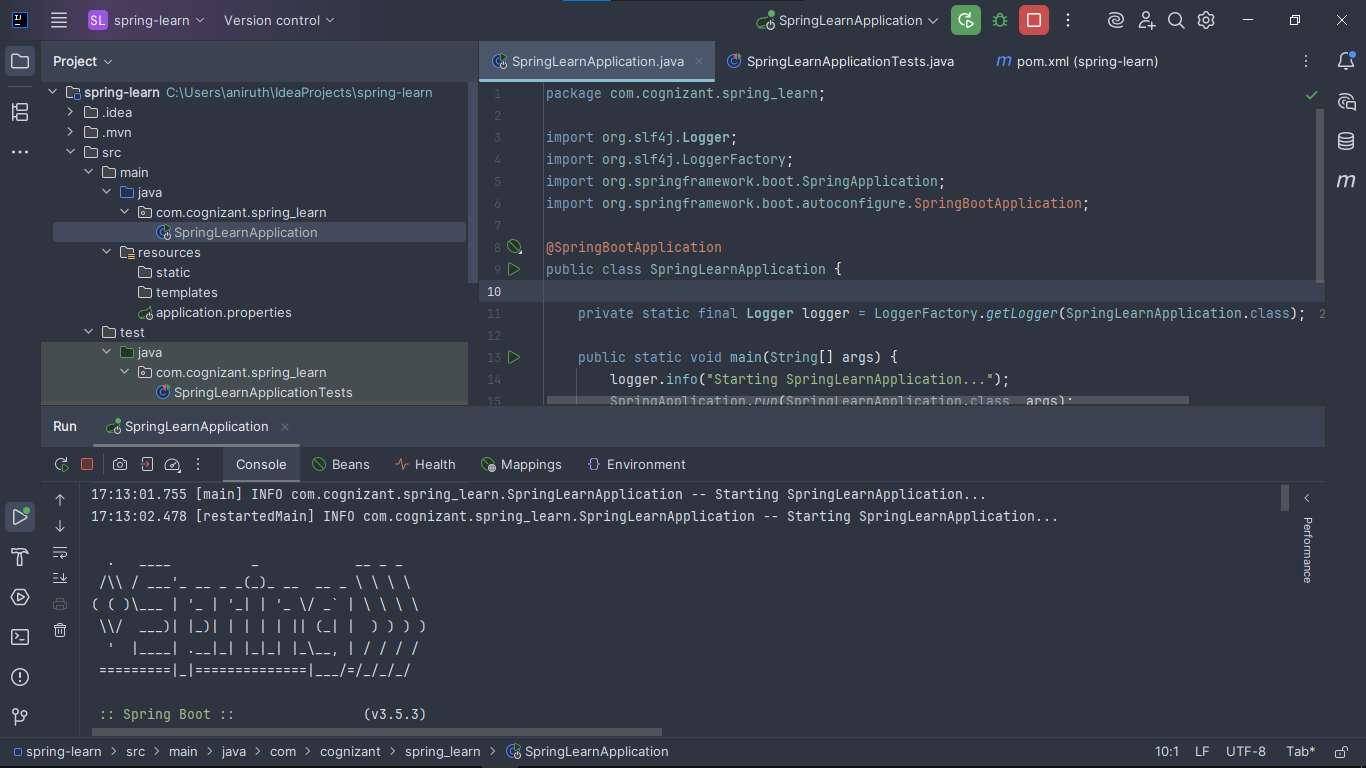 SL spring-learn Version control SpringLearnApplication
Project
spring-learn C:\Users\aniruth\IdeaProjects\spring-learn
.idea
.mvn
src
main
java
com.cognizant.spring_learn
SpringLearnApplication
resources
static
templates
application.properties
test
java
com.cognizant.spring_learn
SpringLearnApplicationTests
SpringLearnApplication.java SpringLearnApplicationTests.java m pom.xml (spring-learn)
1 package com.cognizant.spring_learn;
2
3 import org.slf4j.Logger;
4 import org.slf4j.LoggerFactory;
5 import org.springframework.boot.SpringApplication;
6 import org.springframework.boot.autoconfigure.SpringBootApplication;
7
8 @SpringBootApplication
9 public class SpringLearnApplication {
10
11 private static final Logger logger = LoggerFactory.getLogger(SpringLearnApplication.class); 2
12
13 public static void main(String[] args) {
14 logger.info("Starting SpringLearnApplication...");
15 SpringApplication.run(SpringLearnApplication.class, args);
m
Run SpringLearnApplication
Console Beans Health Mappings Environment
17:13:01.755 [main] INFO com.cognizant.spring_learn.SpringLearnApplication -- Starting SpringLearnApplication...
17:13:02.478 [restartedMain] INFO com.cognizant.spring_learn.SpringLearnApplication -- Starting SpringLearnApplication...
  .   ____          _            __ _ _
 /\\ / ___'_ __ _ _(_)_ __  __ _ \ \ \ \
( ( )\___ | '_ | '_| | '_ \/ _` | \ \ \ \
 \\/  ___)| |_)| | | | | || (_| |  ) ) ) )
  '  |____| .__|_| |_|_| |_\__, | / / / /
 =========|_|==============|___/=/_/_/_/
:: Spring Boot :: (v3.5.3)
Performance
spring-learn > src > main > java > com > cognizant > spring_learn > SpringLearnApplication 10:1 LF UTF-8 Tab*